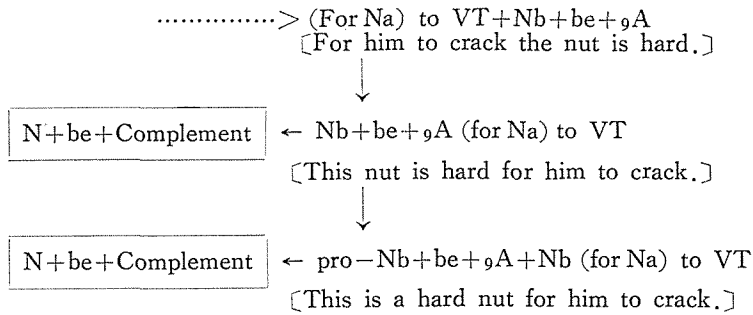 ..............> (For Na) to VT+Nb+be+₉A
〔For him to crack the nut is hard.〕
↓
N+be+Complement ← Nb+be+₉A (for Na) to VT
〔This nut is hard for him to crack.〕
↓
N+be+Complement ← pro-Nb+be+₉A+Nb (for Na) to VT
〔This is a hard nut for him to crack.〕